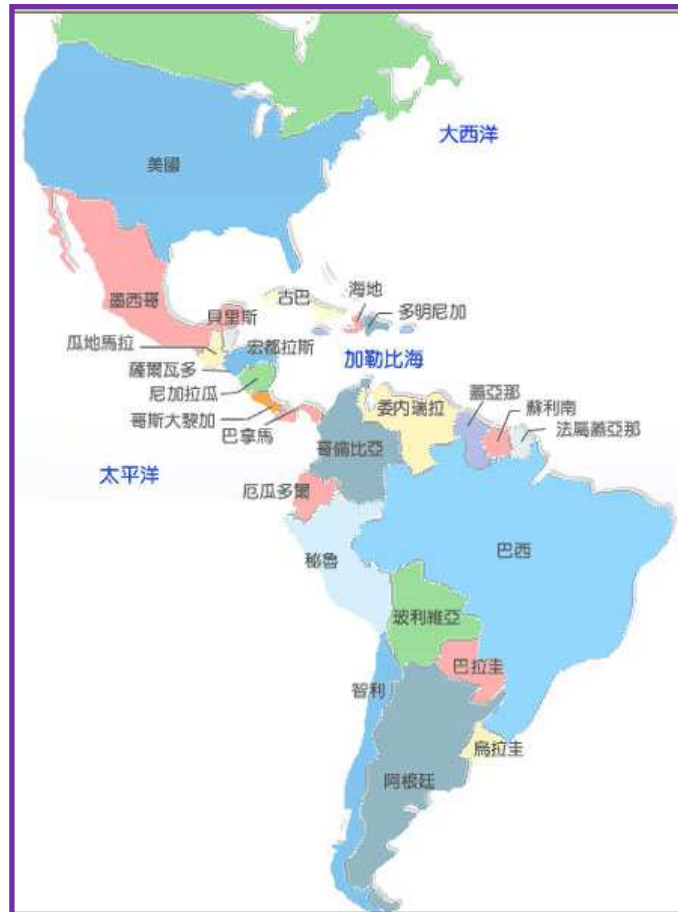 大西洋
美國
海地
古巴
墨西哥
貝里斯
多明尼加
瓜地馬拉
宏都拉斯
加勒比海
薩爾瓦多
尼加拉瓜
蓋亞那
委內瑞拉
蘇利南
哥斯大黎加
巴拿馬
法屬蓋亞那
哥倫比亞
太平洋
厄瓜多爾
巴西
秘魯
玻利維亞
巴拉圭
智利
烏拉圭
阿根廷